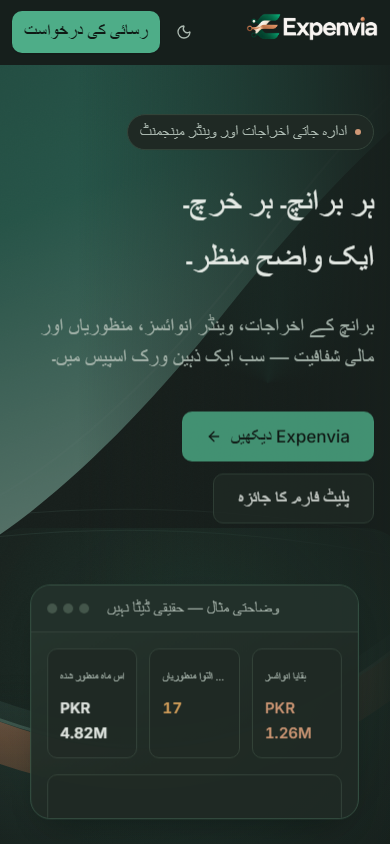 Expenvia
رسائی کی درخواست
ادارہ جاتی اخراجات اور وینڈر مینجمنٹ
ہر برانچ۔ ہر خرچ۔
ایک واضح منظر۔
برانچ کے اخراجات، وینڈر انوائسز، منظوریاں اور
مالی شفافیت — سب ایک ذہین ورک اسپیس میں۔
Expenvia دیکھیں ←
پلیٹ فارم کا جائزہ
وضاحتی مثال — حقیقی ڈیٹا نہیں
بقایا انوائسز
PKR
1.26M
التوا منظوریاں ...
17
اس ماہ منظور شدہ
PKR
4.82M